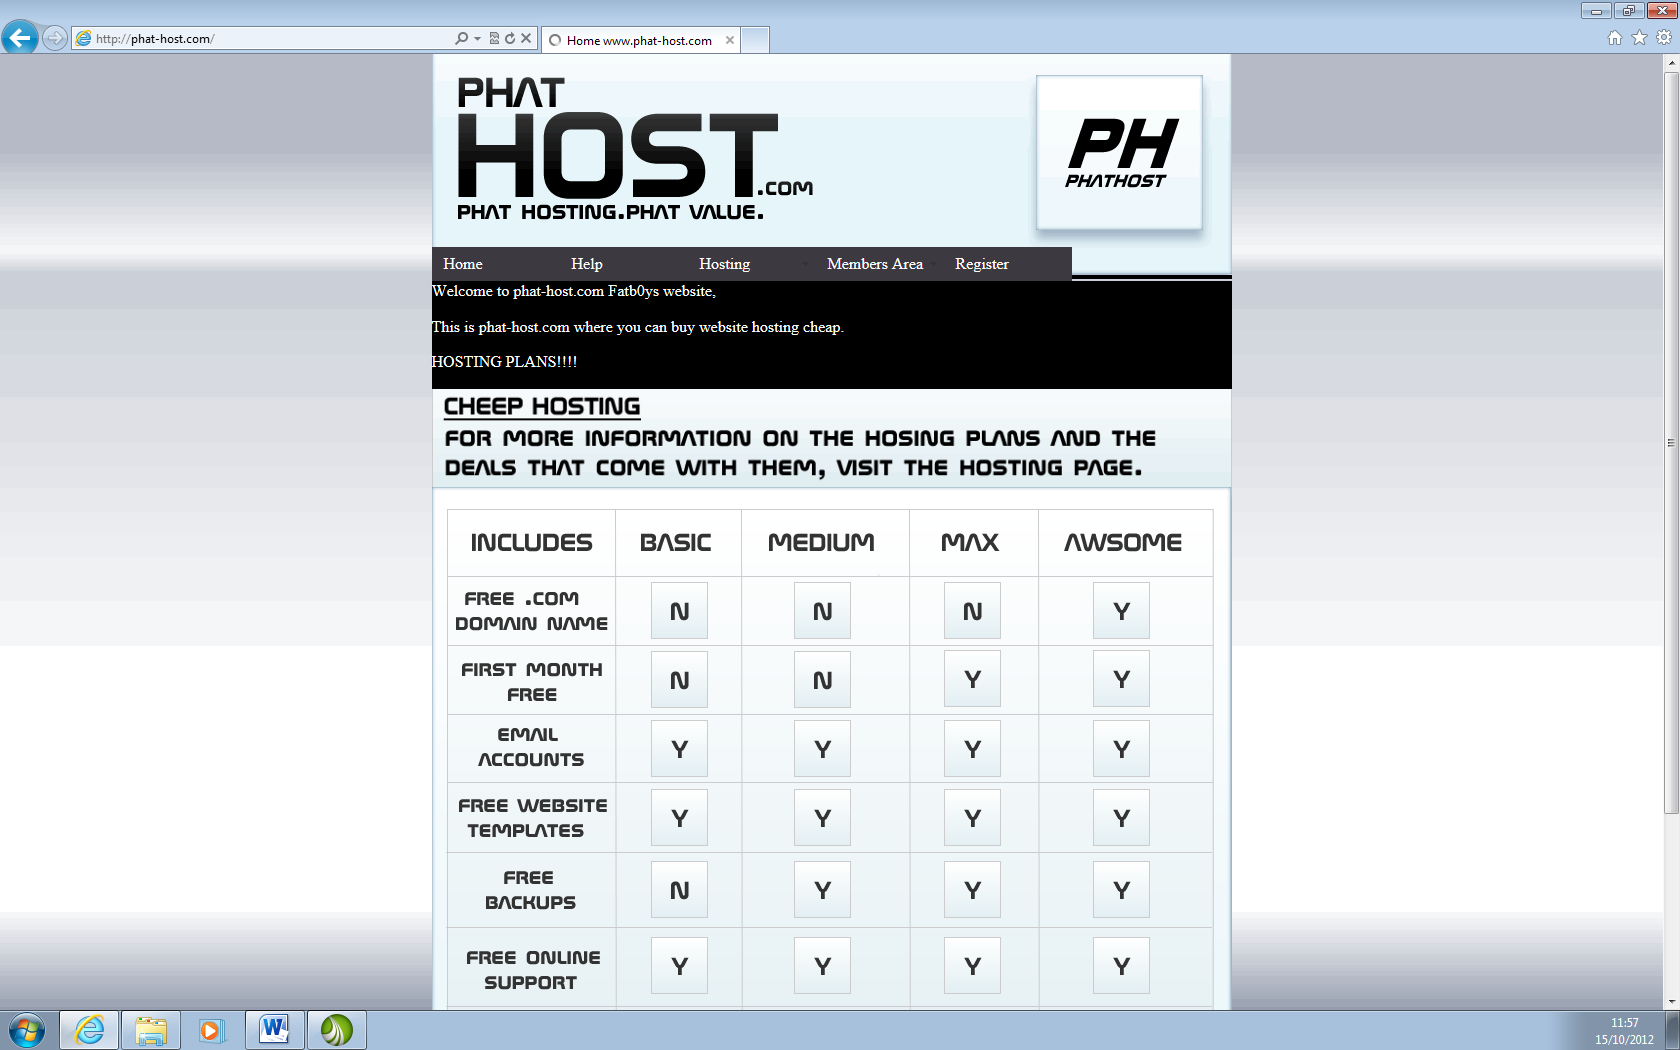 http://phat-host.com/
Home www.phat-host.com
PHAT
HOST.COM
PHAT HOSTING.PHAT VALUE.
PH
PHATHOST
Home Help Hosting Members Area Register
Welcome to phat-host.com Fatb0ys website,
This is phat-host.com where you can buy website hosting cheap.
HOSTING PLANS!!!!
CHEEP HOSTING
FOR MORE INFORMATION ON THE HOSING PLANS AND THE
DEALS THAT COME WITH THEM, VISIT THE HOSTING PAGE.
INCLUDES BASIC MEDIUM MAX AWSOME
FREE .COM
DOMAIN NAME
N N N Y
FIRST MONTH
FREE
N N Y Y
EMAIL
ACCOUNTS
Y Y Y Y
FREE WEBSITE
TEMPLATES
Y Y Y Y
FREE
BACKUPS
N Y Y Y
FREE ONLINE
SUPPORT
Y Y Y Y
11:57
15/10/2012